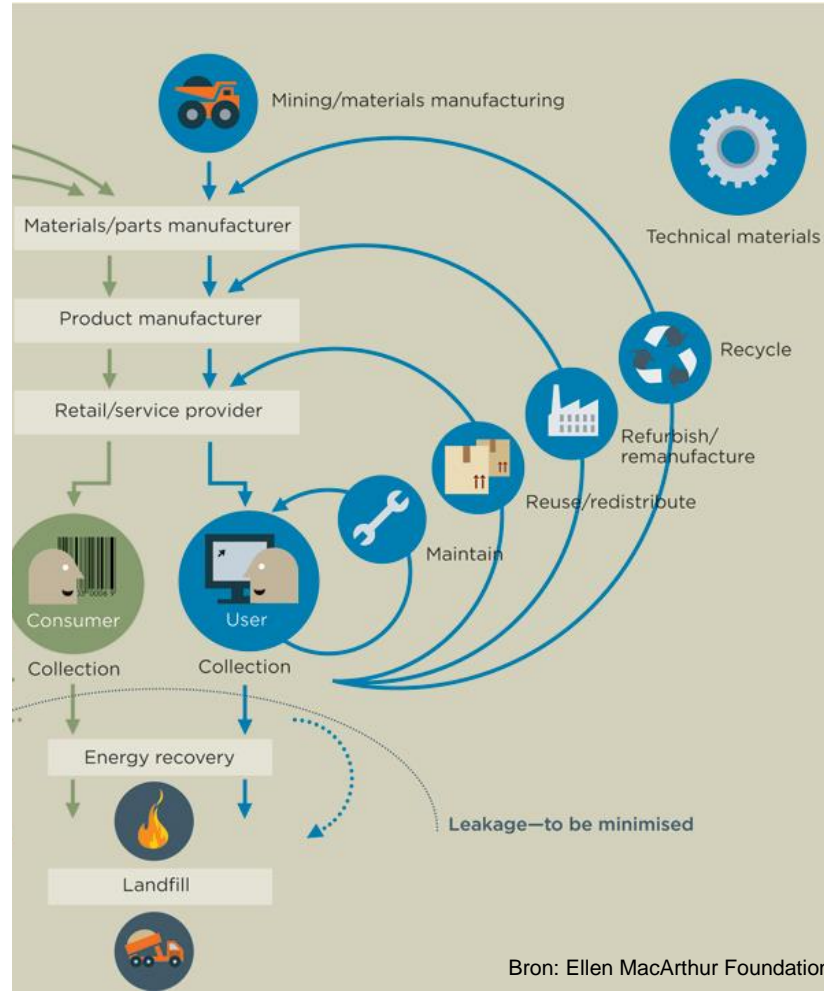 Mining/materials manufacturing
Materials/parts manufacturer
Technical materials
Product manufacturer
Recycle
Retail/service provider
Refurbish/
remanufacture
Reuse/redistribute
Maintain
Consumer
User
Collection
Collection
Energy recovery
Leakage—to be minimised
Landfill
Bron: Ellen MacArthur Foundation